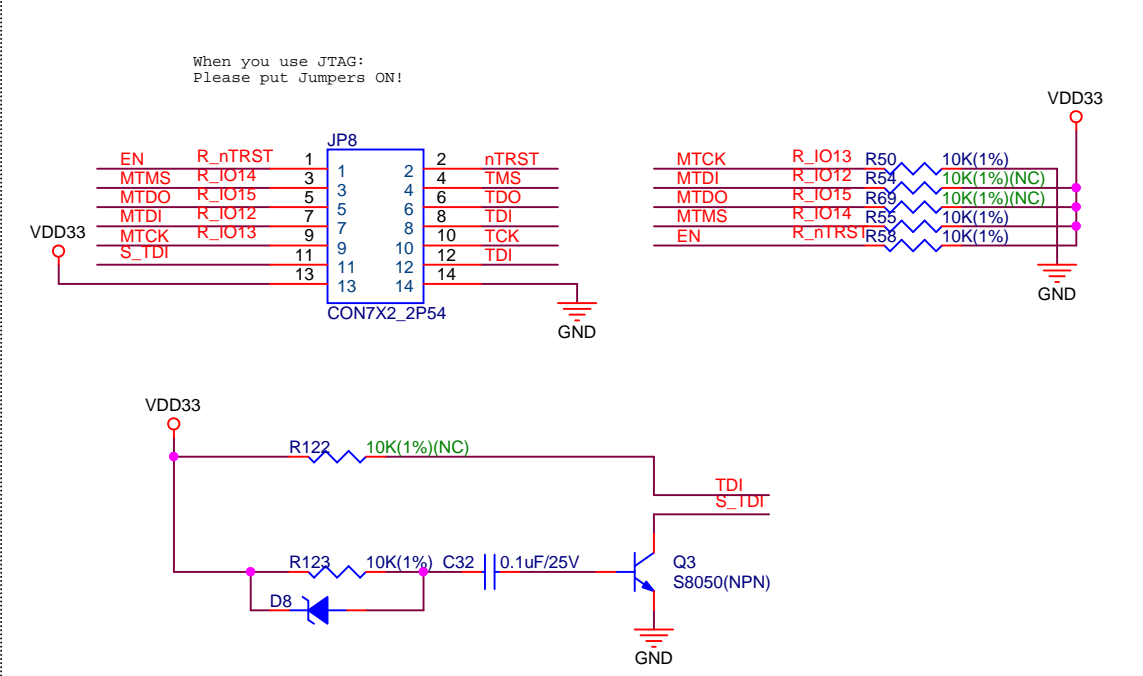 When you use JTAG:
Please put Jumpers ON!
VDD33
JP8
EN R_nTRST 1 1 2 2 nTRST
MTMS R_IO14 3 3 4 4 TMS
MTDO R_IO15 5 5 6 6 TDO
MTDI R_IO12 7 7 8 8 TDI
VDD33
MTCK R_IO13 9 9 10 10 TCK
S_TDI 11 11 12 12 TDI
13 13 14 14
CON7X2_2P54
GND
MTCK R_IO13 R50 10K(1%)
MTDI R_IO12 R54 10K(1%)(NC)
MTDO R_IO15 R69 10K(1%)(NC)
MTMS R_IO14 R55 10K(1%)
EN R_nTRST R58 10K(1%)
GND
VDD33
R122 10K(1%)(NC)
TDI
S_TDI
R123 10K(1%) C32 0.1uF/25V
Q3
S8050(NPN)
D8
GND